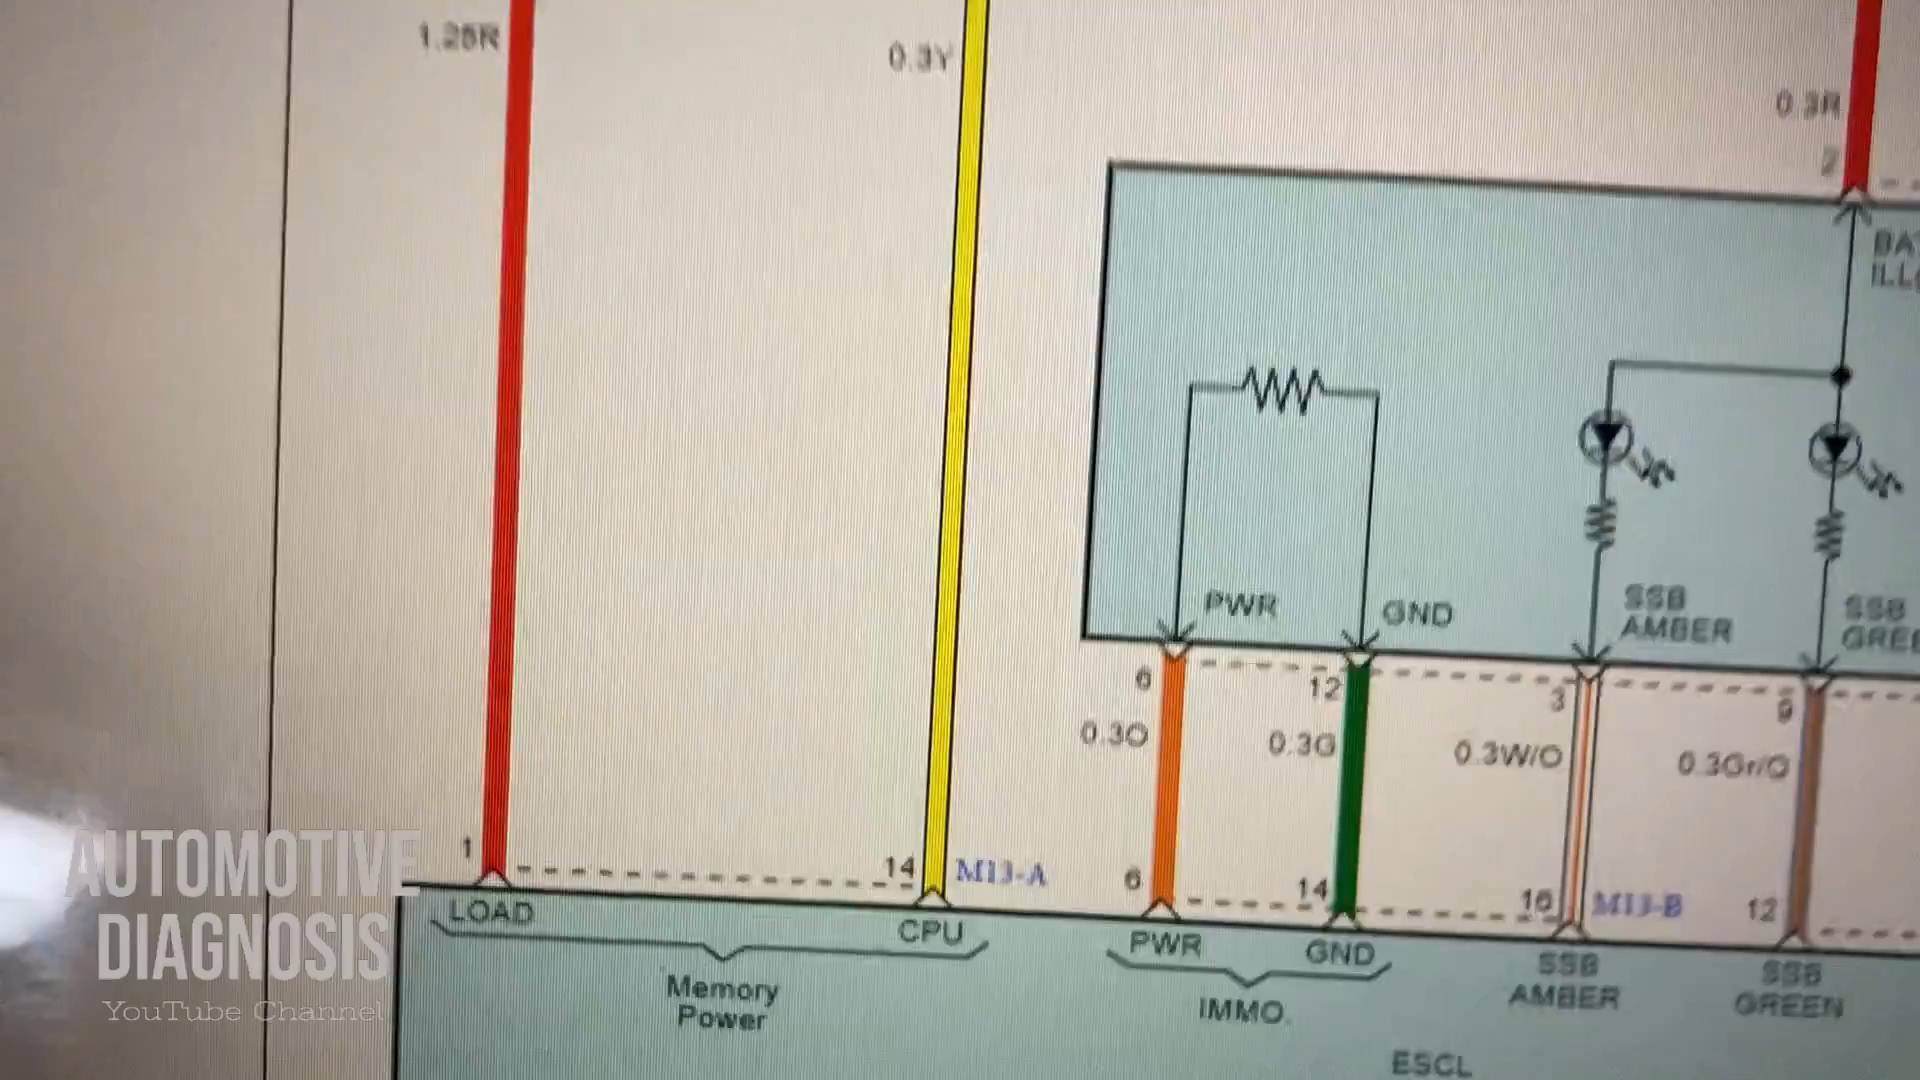 1.25R
0.3Y
0.3R
2
PWR
GND
SSB
AMBER
SSB
6
12
3
9
0.3O
0.3G
0.3W/O
0.3Gr/O
1
14
M13-A
6
14
16
M13-B
12
LOAD
CPU
PWR
GND
SSB
AMBER
SSB
GREEN
Memory
Power
IMMO.
ESCL
AUTOMOTIVE
DIAGNOSIS
YouTube Channel